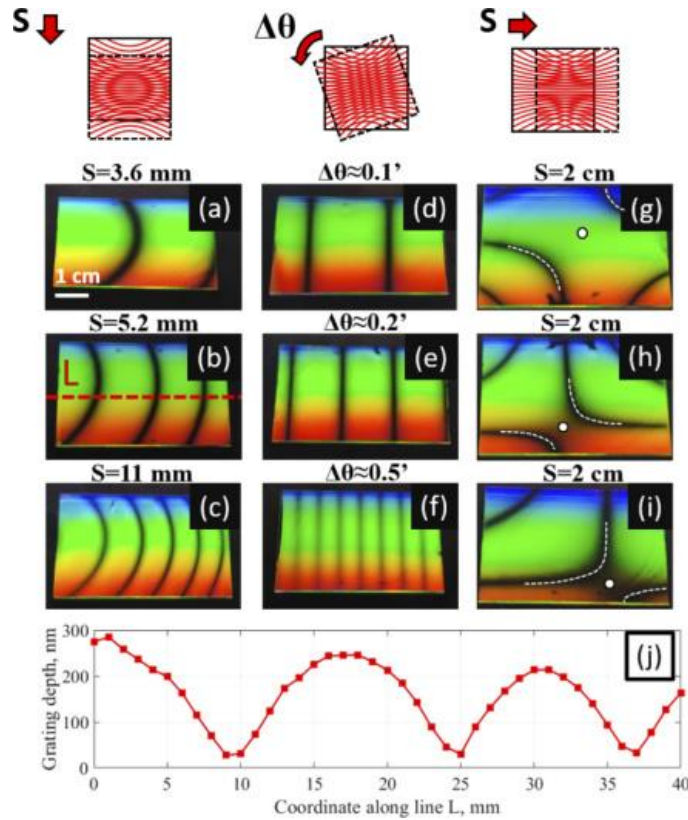 S Δθ S
S=3.6 mm Δθ≈0.1’ S=2 cm
(a) (d) (g)
1 cm
S=5.2 mm Δθ≈0.2’ S=2 cm
(b) (e) (h)
L
S=11 mm Δθ≈0.5’ S=2 cm
(c) (f) (i)
300
(j)
200
100
0
Grating depth, nm
0 5 10 15 20 25 30 35 40
Coordinate along line L, mm